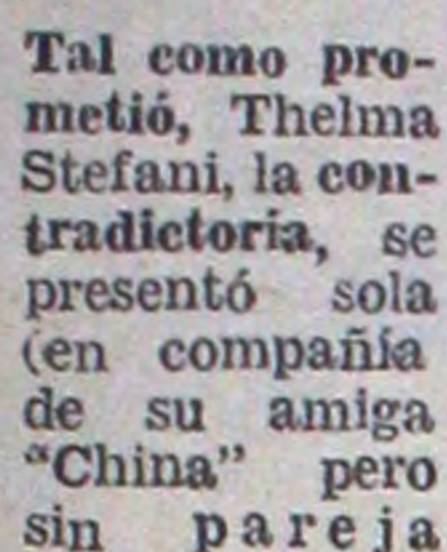 Tal como pro-
metió, Thelma
Stefani, la con-
tradictoria, se
presentó sola
(en compañía
de su amiga
"China" pero
sin pareja